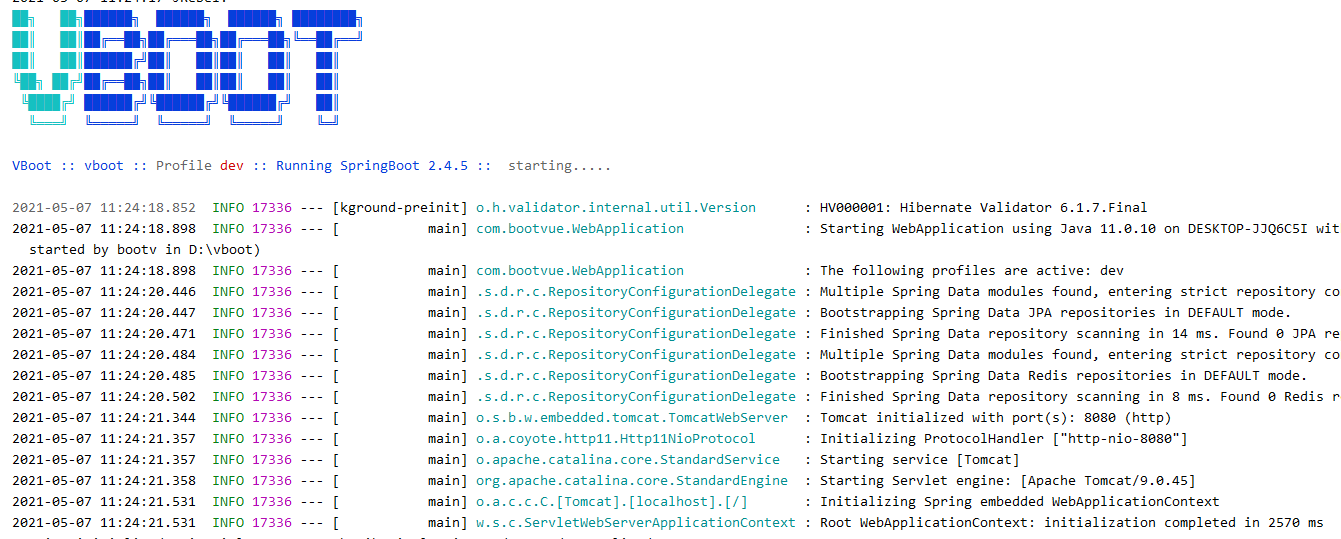 VBOOT
VBoot :: vboot :: Profile dev :: Running SpringBoot 2.4.5 ::  starting.....
2021-05-07 11:24:18.852  INFO 17336 --- [kground-preinit] o.h.validator.internal.util.Version      : HV000001: Hibernate Validator 6.1.7.Final
2021-05-07 11:24:18.898  INFO 17336 --- [           main] com.bootvue.WebApplication               : Starting WebApplication using Java 11.0.10 on DESKTOP-JJQ6C5I wit
  started by bootv in D:\vboot)
2021-05-07 11:24:18.898  INFO 17336 --- [           main] com.bootvue.WebApplication               : The following profiles are active: dev
2021-05-07 11:24:20.446  INFO 17336 --- [           main] .s.d.r.c.RepositoryConfigurationDelegate : Multiple Spring Data modules found, entering strict repository co
2021-05-07 11:24:20.447  INFO 17336 --- [           main] .s.d.r.c.RepositoryConfigurationDelegate : Bootstrapping Spring Data JPA repositories in DEFAULT mode.
2021-05-07 11:24:20.471  INFO 17336 --- [           main] .s.d.r.c.RepositoryConfigurationDelegate : Finished Spring Data repository scanning in 14 ms. Found 0 JPA re
2021-05-07 11:24:20.484  INFO 17336 --- [           main] .s.d.r.c.RepositoryConfigurationDelegate : Multiple Spring Data modules found, entering strict repository co
2021-05-07 11:24:20.485  INFO 17336 --- [           main] .s.d.r.c.RepositoryConfigurationDelegate : Bootstrapping Spring Data Redis repositories in DEFAULT mode.
2021-05-07 11:24:20.502  INFO 17336 --- [           main] .s.d.r.c.RepositoryConfigurationDelegate : Finished Spring Data repository scanning in 8 ms. Found 0 Redis r
2021-05-07 11:24:21.344  INFO 17336 --- [           main] o.s.b.w.embedded.tomcat.TomcatWebServer  : Tomcat initialized with port(s): 8080 (http)
2021-05-07 11:24:21.357  INFO 17336 --- [           main] o.a.coyote.http11.Http11NioProtocol      : Initializing ProtocolHandler ["http-nio-8080"]
2021-05-07 11:24:21.357  INFO 17336 --- [           main] o.apache.catalina.core.StandardService   : Starting service [Tomcat]
2021-05-07 11:24:21.358  INFO 17336 --- [           main] org.apache.catalina.core.StandardEngine  : Starting Servlet engine: [Apache Tomcat/9.0.45]
2021-05-07 11:24:21.531  INFO 17336 --- [           main] o.a.c.c.C.[Tomcat].[localhost].[/]       : Initializing Spring embedded WebApplicationContext
2021-05-07 11:24:21.531  INFO 17336 --- [           main] w.s.c.ServletWebServerApplicationContext : Root WebApplicationContext: initialization completed in 2570 ms